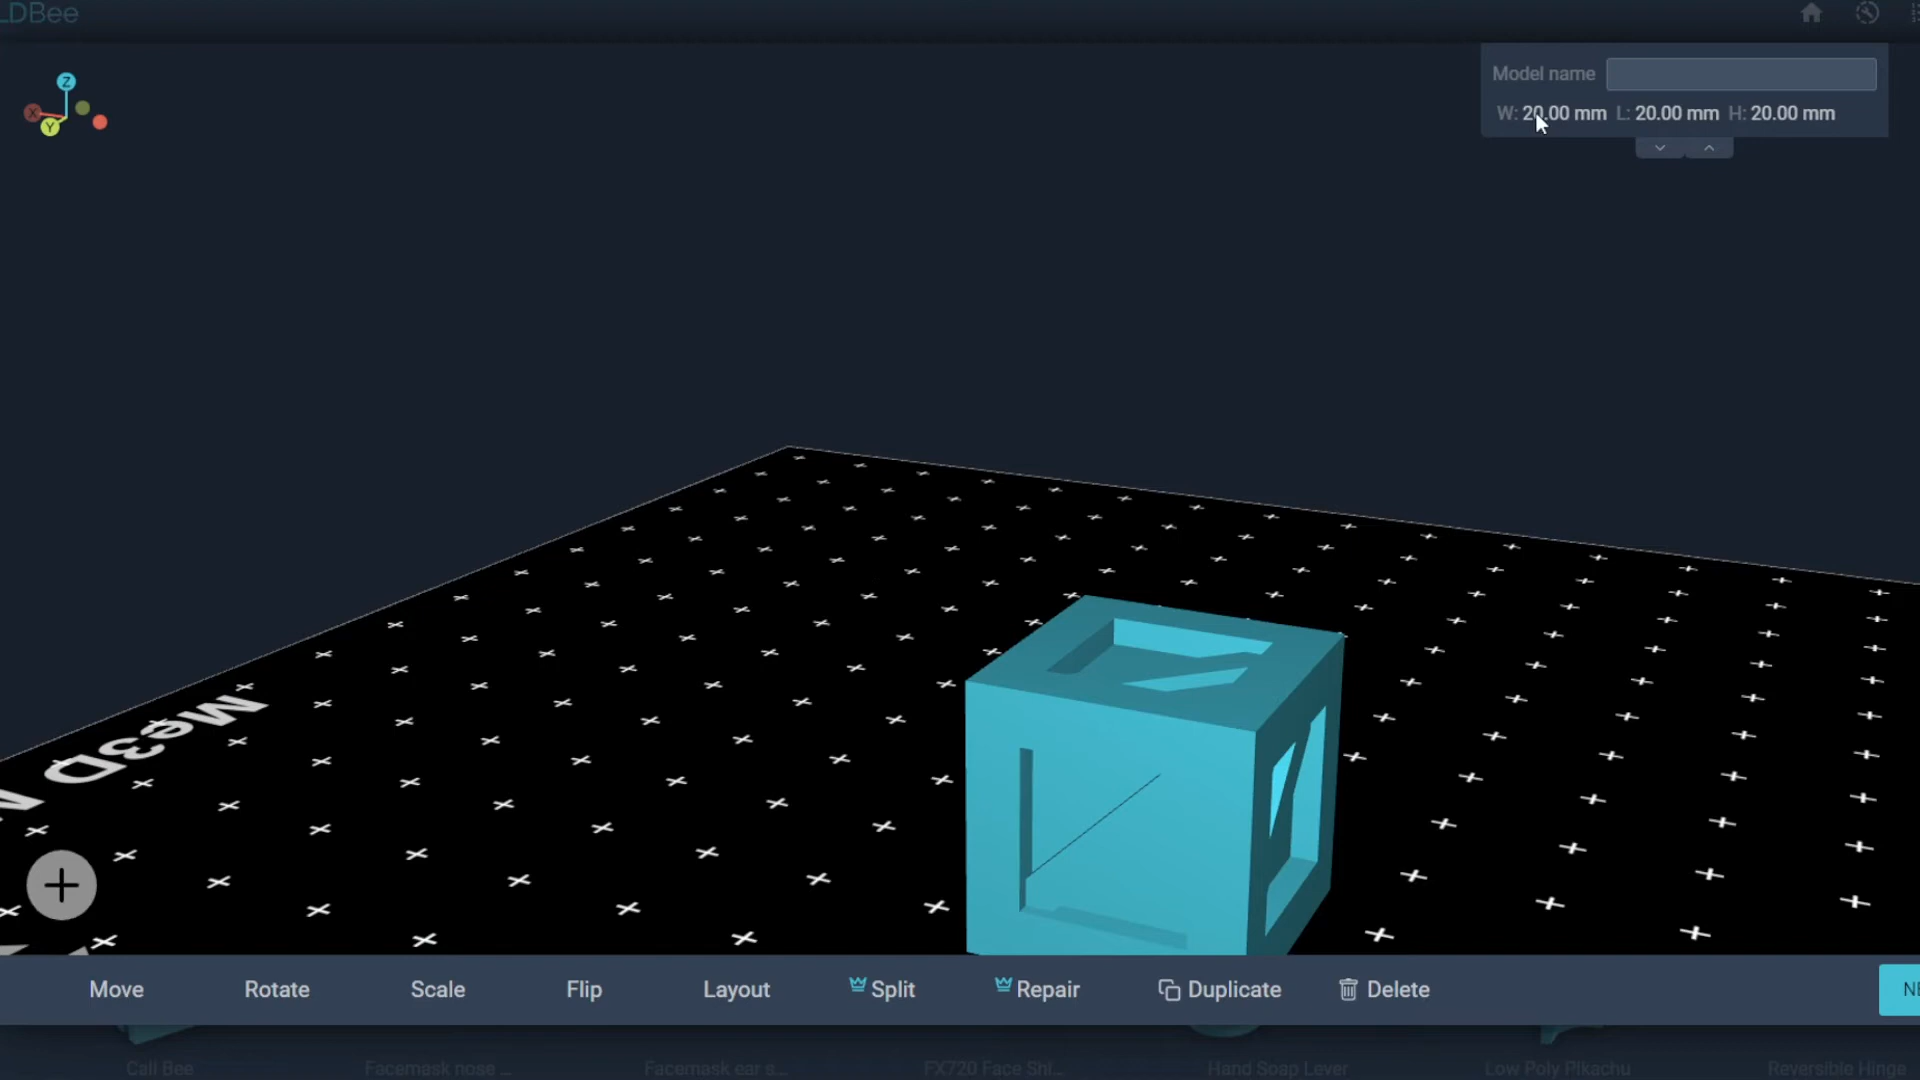 LDBee
Z
X
Y
Model name
W: 20.00 mm L: 20.00 mm H: 20.00 mm
Me3D
Move Rotate Scale Flip Layout Split Repair Duplicate Delete NE
Call Bee Facemask nose ... Facemask ear s... FX720 Face Shi... Hand Soap Lever Low Poly Pikachu Reversible Hinge